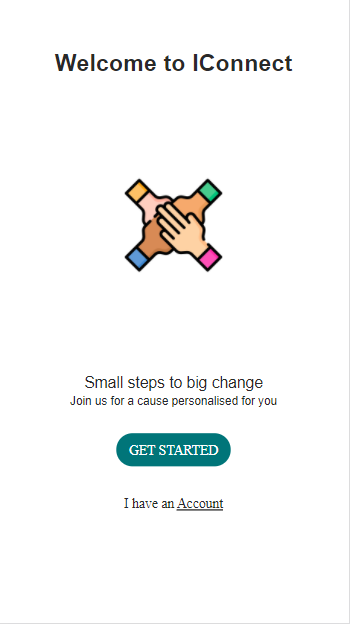 Welcome to IConnect
Small steps to big change
Join us for a cause personalised for you
GET STARTED
I have an Account